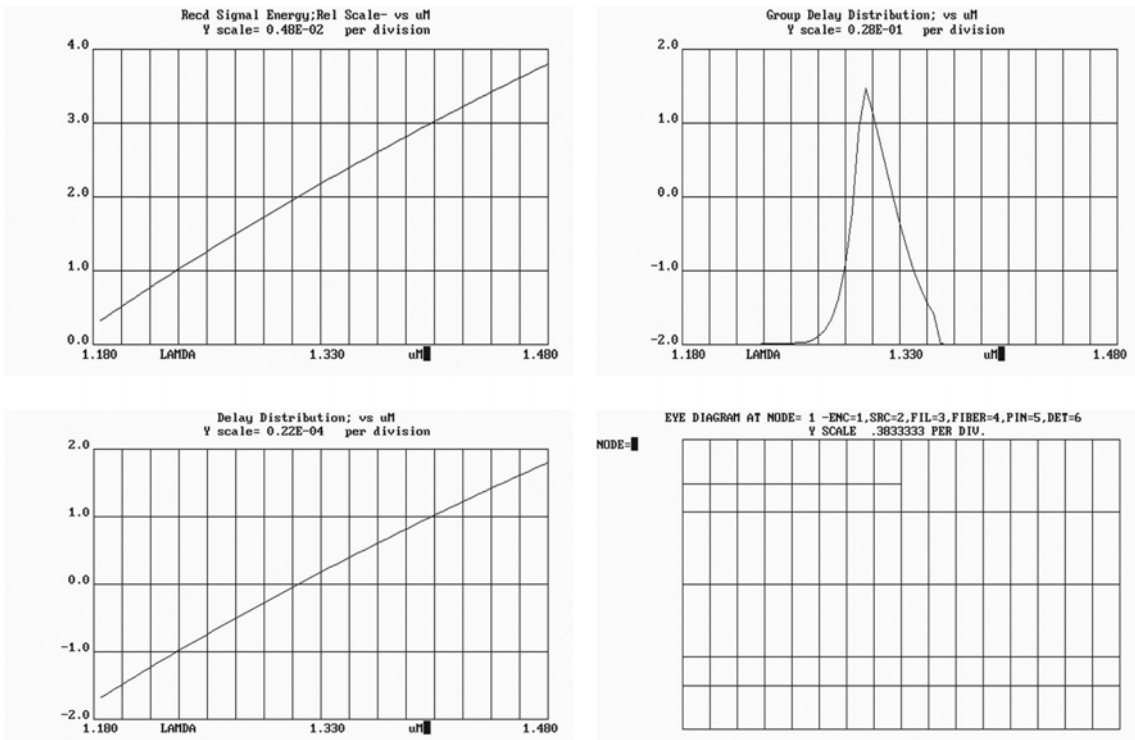 Recd Signal Energy;Rel Scale- vs uM
Y scale= 0.48E-02 per division
4.0
3.0
2.0
1.0
0.0
1.180 LAMDA 1.330 uM 1.480
Group Delay Distribution; vs uM
Y scale= 0.28E-01 per division
2.0
1.0
0.0
-1.0
-2.0
1.180 LAMDA 1.330 uM 1.480
Delay Distribution; vs uM
Y scale= 0.22E-04 per division
2.0
1.0
0.0
-1.0
-2.0
1.180 LAMDA 1.330 uM 1.480
EYE DIAGRAM AT NODE= 1 -ENC=1,SRC=2,FIL=3,FIBER=4,PIN=5,DET=6
Y SCALE .3833333 PER DIV.
NODE=